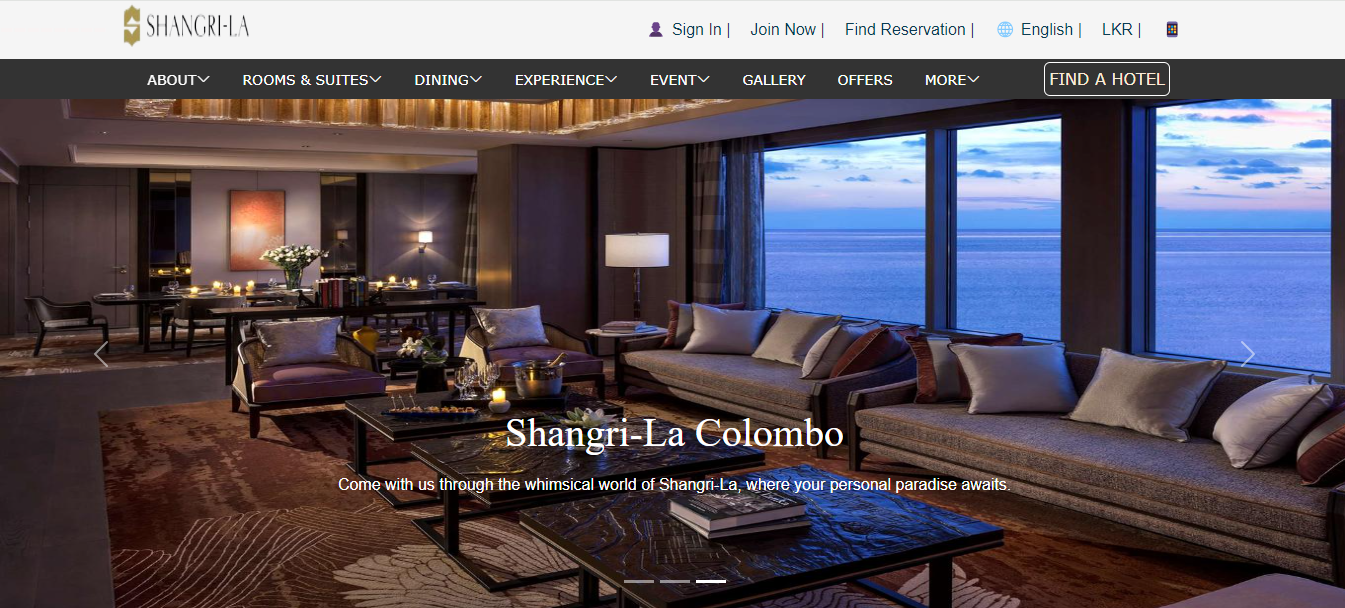 SHANGRI-LA
Sign In | Join Now | Find Reservation | English | LKR |
ABOUT ROOMS & SUITES DINING EXPERIENCE EVENT GALLERY OFFERS MORE FIND A HOTEL
Shangri-La Colombo
Come with us through the whimsical world of Shangri-La, where your personal paradise awaits.